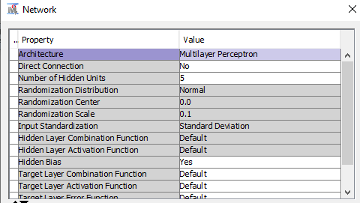 Network
.. Property Value
Architecture Multilayer Perceptron
Direct Connection No
Number of Hidden Units 5
Randomization Distribution Normal
Randomization Center 0.0
Randomization Scale 0.1
Input Standardization Standard Deviation
Hidden Layer Combination Function Default
Hidden Layer Activation Function Default
Hidden Bias Yes
Target Layer Combination Function Default
Target Layer Activation Function Default
Target Layer Error Function Default